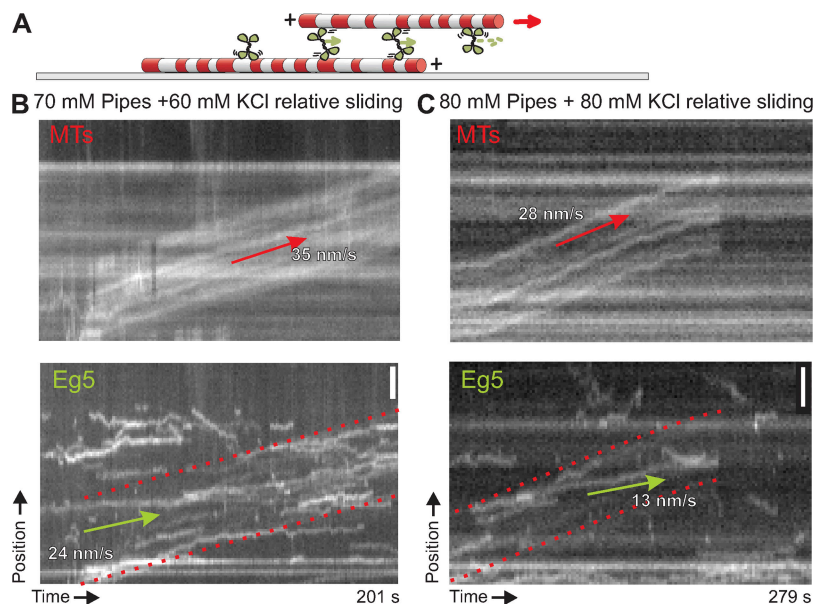 A
+
+
B 70 mM Pipes +60 mM KCl relative sliding
C 80 mM Pipes + 80 mM KCl relative sliding
MTs
35 nm/s
MTs
28 nm/s
Eg5
24 nm/s
Eg5
13 nm/s
Position
Time
201 s
Position
Time
279 s